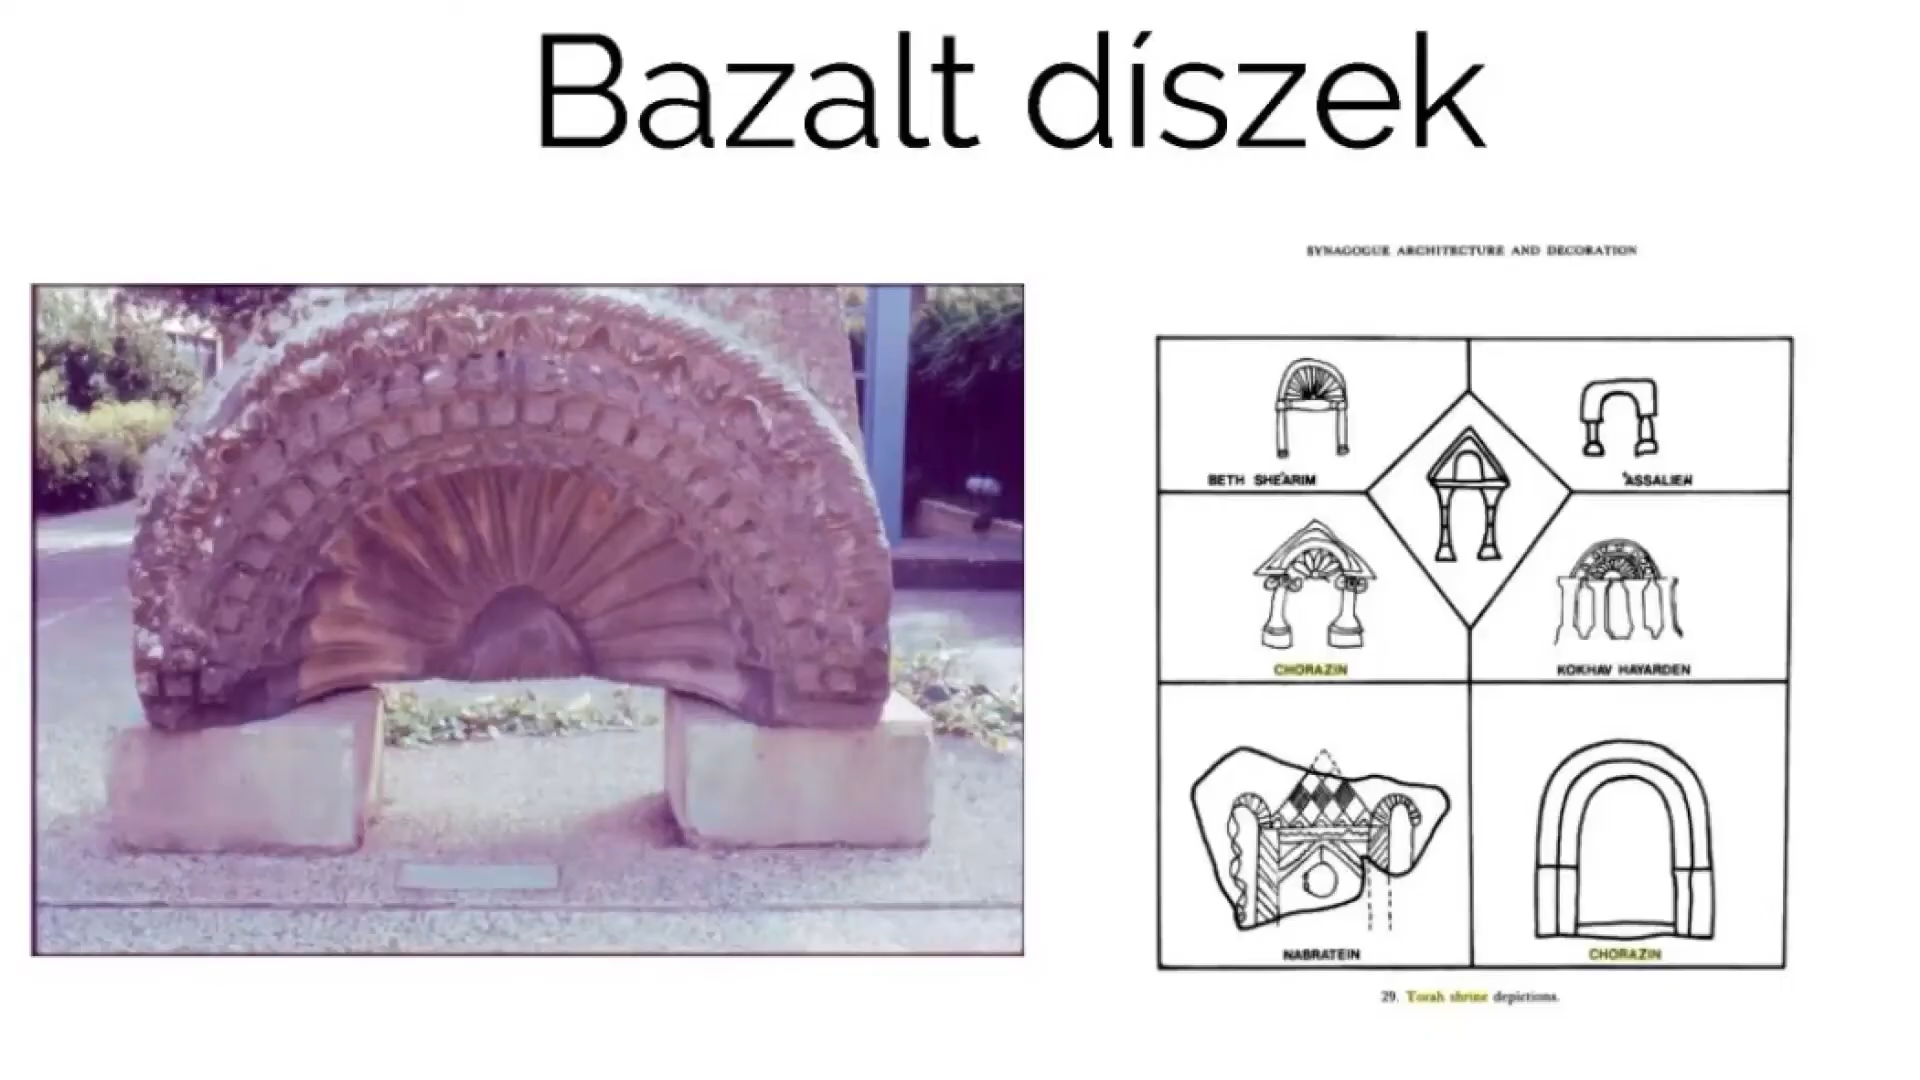 Bazalt díszek
SYNAGOGUE ARCHITECTURE AND DECORATION
BETH SHE'ARIM
'ASSALIEH
CHORAZIN
KOKHAV HAYARDEN
NABRATEIN
CHORAZIN
29. Torah shrine depictions.